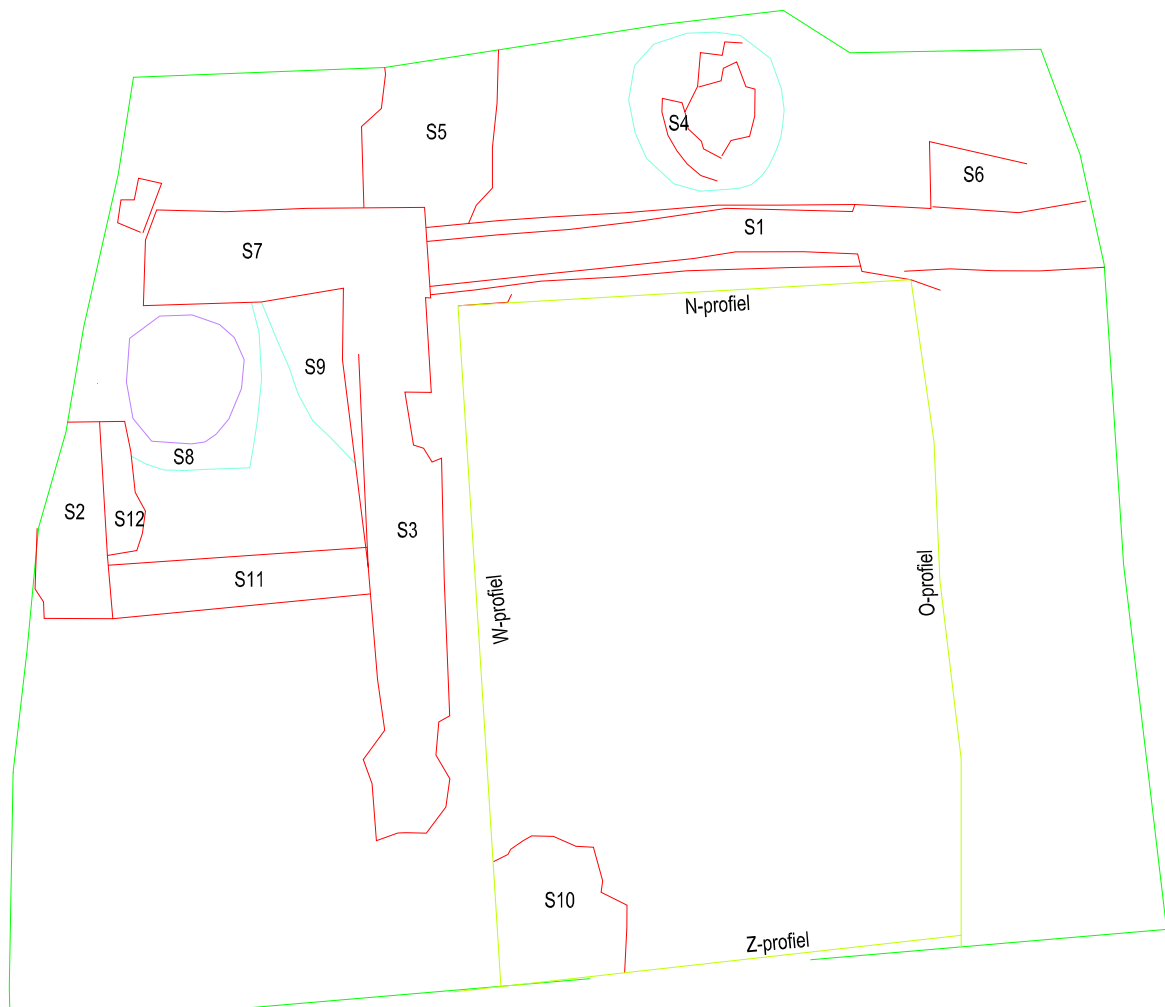 S5
S4
S6
S1
S7
N-profiel
S9
S8
S2
S12
S3
S11
W-profiel
O-profiel
S10
Z-profiel